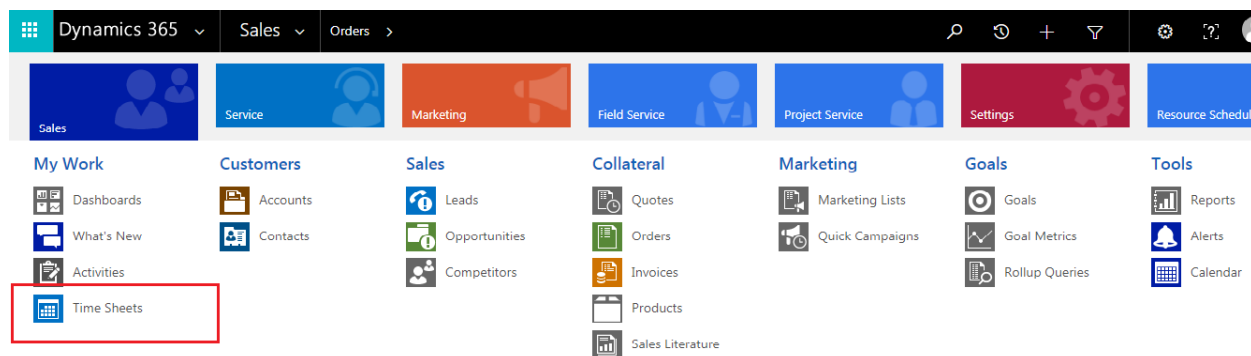 Dynamics 365 Sales Orders
Sales Service Marketing Field Service Project Service Settings Resource Schedul
My Work Customers Sales Collateral Marketing Goals Tools
Dashboards Accounts Leads Quotes Marketing Lists Goals Reports
What's New Contacts Opportunities Orders Quick Campaigns Goal Metrics Alerts
Activities Competitors Invoices Rollup Queries Calendar
Time Sheets Products
Sales Literature